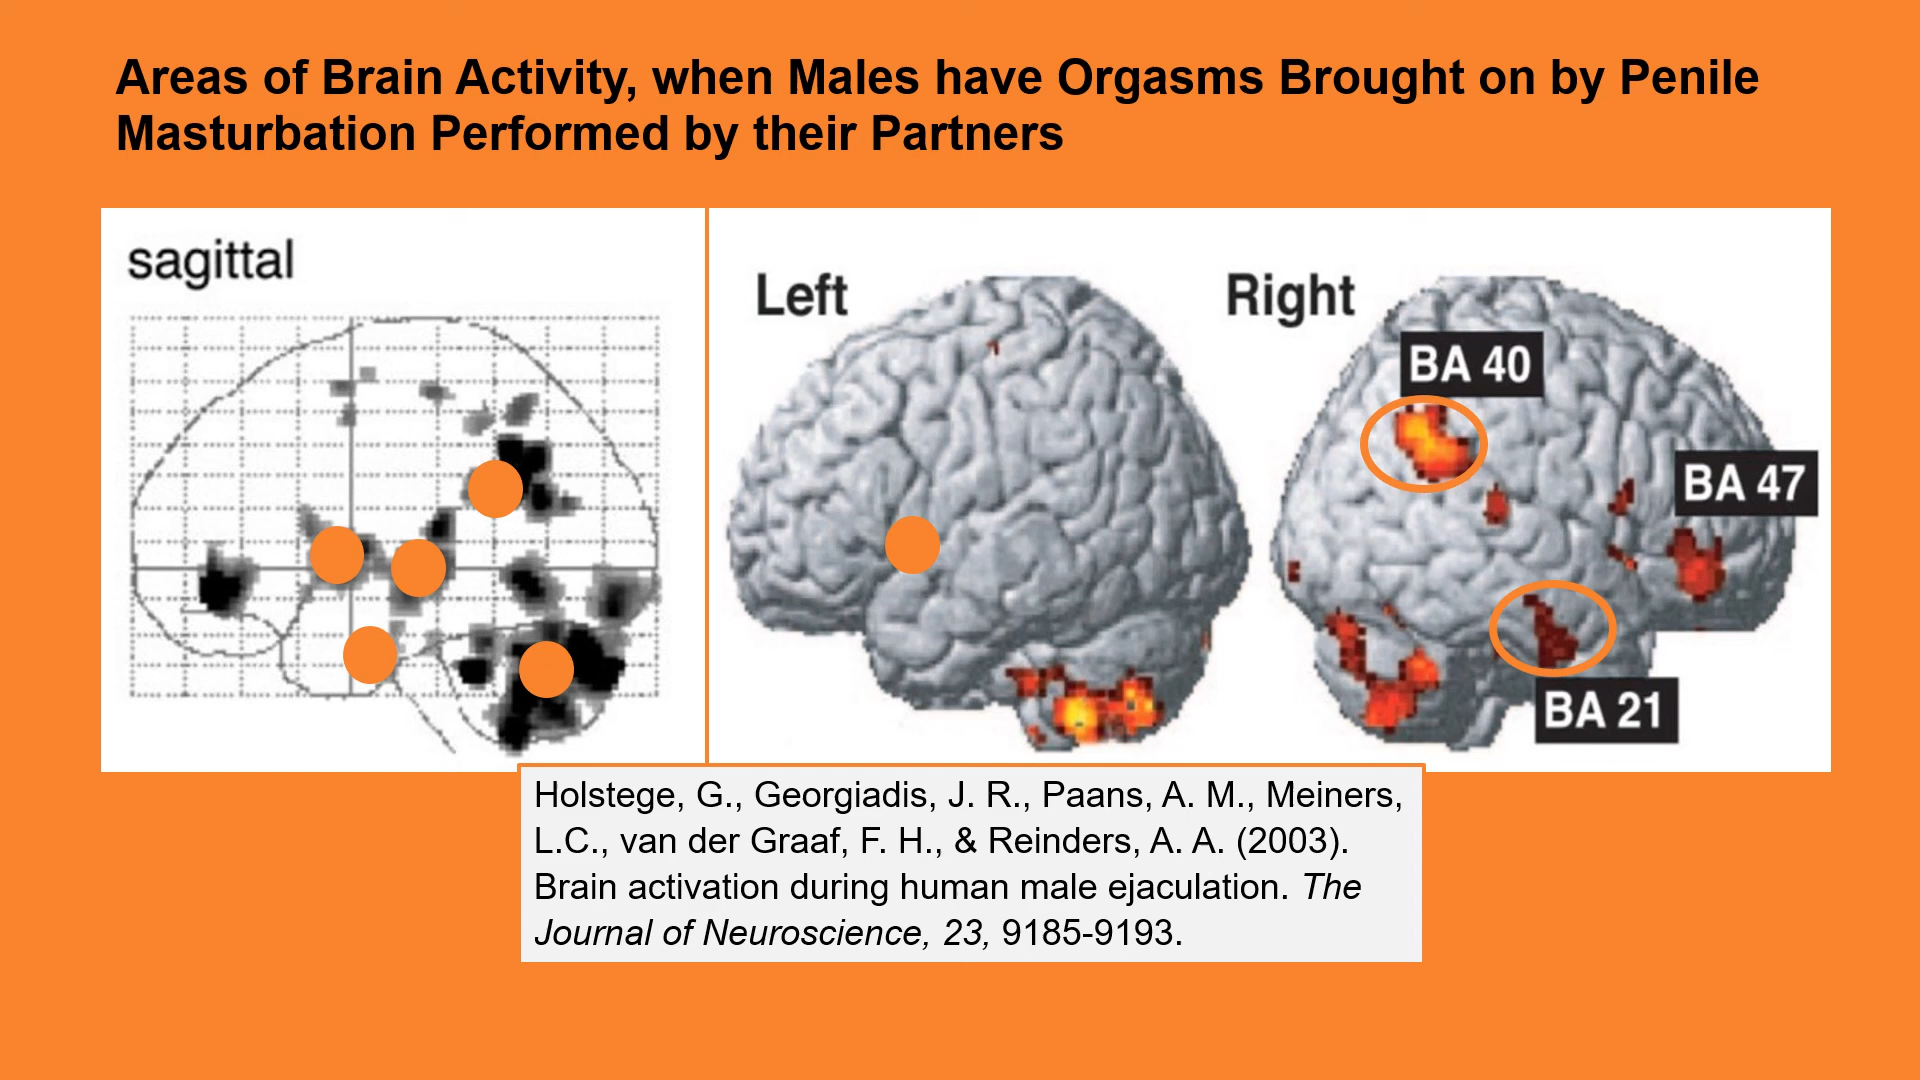 Areas of Brain Activity, when Males have Orgasms Brought on by Penile
Masturbation Performed by their Partners
sagittal
Left
Right
BA 40
BA 47
BA 21
Holstege, G., Georgiadis, J. R., Paans, A. M., Meiners,
L.C., van der Graaf, F. H., & Reinders, A. A. (2003).
Brain activation during human male ejaculation. The
Journal of Neuroscience, 23, 9185-9193.